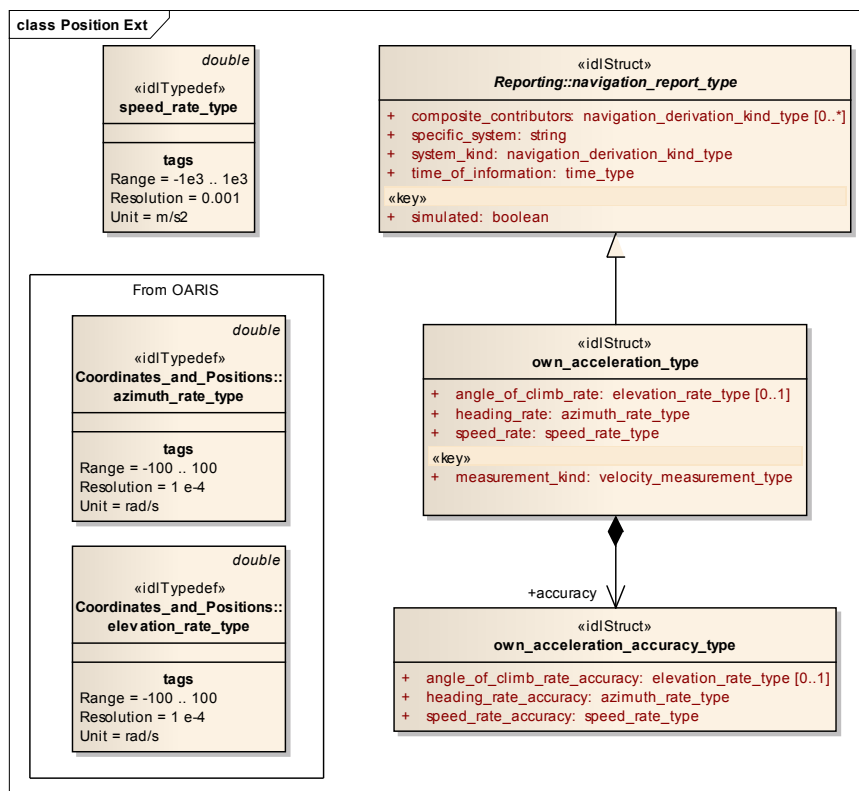 class Position Ext
double
«idlTypedef»
speed_rate_type
tags
Range = -1e3 .. 1e3
Resolution = 0.001
Unit = m/s2
«idlStruct»
Reporting::navigation_report_type
+ composite_contributors: navigation_derivation_kind_type [0..*]
+ specific_system: string
+ system_kind: navigation_derivation_kind_type
+ time_of_information: time_type
«key»
+ simulated: boolean
From OARIS
double
«idlTypedef»
Coordinates_and_Positions::
azimuth_rate_type
tags
Range = -100 .. 100
Resolution = 1 e-4
Unit = rad/s
double
«idlTypedef»
Coordinates_and_Positions::
elevation_rate_type
tags
Range = -100 .. 100
Resolution = 1 e-4
Unit = rad/s
«idlStruct»
own_acceleration_type
+ angle_of_climb_rate: elevation_rate_type [0..1]
+ heading_rate: azimuth_rate_type
+ speed_rate: speed_rate_type
«key»
+ measurement_kind: velocity_measurement_type
+accuracy
«idlStruct»
own_acceleration_accuracy_type
+ angle_of_climb_rate_accuracy: elevation_rate_type [0..1]
+ heading_rate_accuracy: azimuth_rate_type
+ speed_rate_accuracy: speed_rate_type